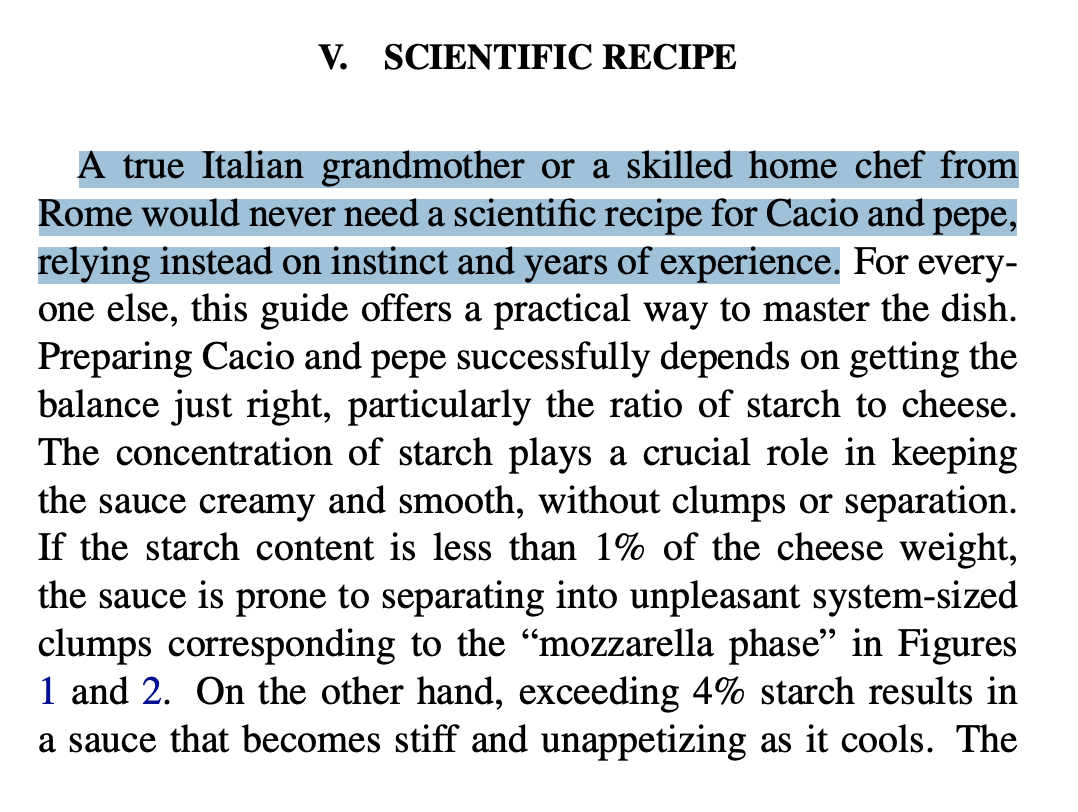 V. SCIENTIFIC RECIPE
A true Italian grandmother or a skilled home chef from
Rome would never need a scientific recipe for Cacio and pepe,
relying instead on instinct and years of experience. For every-
one else, this guide offers a practical way to master the dish.
Preparing Cacio and pepe successfully depends on getting the
balance just right, particularly the ratio of starch to cheese.
The concentration of starch plays a crucial role in keeping
the sauce creamy and smooth, without clumps or separation.
If the starch content is less than 1% of the cheese weight,
the sauce is prone to separating into unpleasant system-sized
clumps corresponding to the “mozzarella phase” in Figures
1 and 2. On the other hand, exceeding 4% starch results in
a sauce that becomes stiff and unappetizing as it cools. The